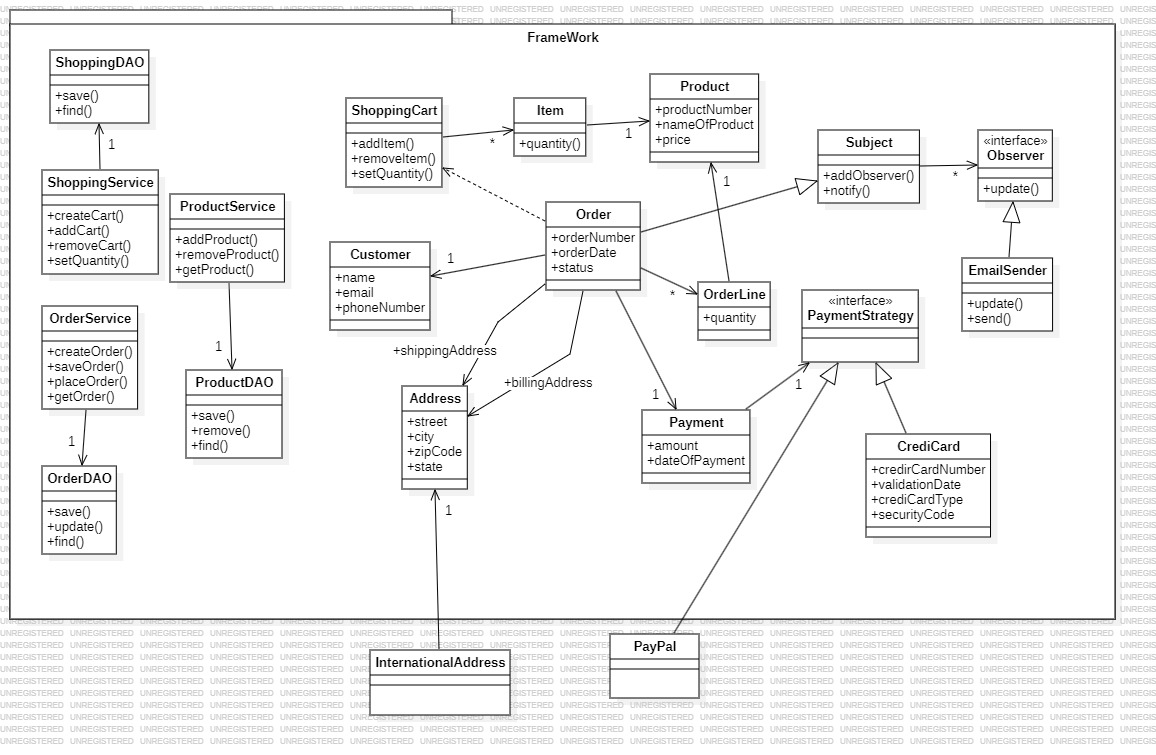 FrameWork
ShoppingDAO
+save()
+find()
1
ShoppingService
+createCart()
+addCart()
+removeCart()
+setQuantity()
ProductService
+addProduct()
+removeProduct()
+getProduct()
1
ProductDAO
+save()
+remove()
+find()
OrderService
+createOrder()
+saveOrder()
+placeOrder()
+getOrder()
1
OrderDAO
+save()
+update()
+find()
ShoppingCart
+addItem()
+removeItem()
+setQuantity()
*
Item
+quantity()
1
Product
+productNumber
+nameOfProduct
+price
1
Subject
+addObserver()
+notify()
*
«interface»
Observer
+update()
EmailSender
+update()
+send()
Order
+orderNumber
+orderDate
+status
Customer
+name
+email
+phoneNumber
1
*
OrderLine
+quantity
+shippingAddress
+billingAddress
Address
+street
+city
+zipCode
+state
1
InternationalAddress
1
Payment
+amount
+dateOfPayment
1
«interface»
PaymentStrategy
CrediCard
+credirCardNumber
+validationDate
+crediCardType
+securityCode
PayPal
UNREGISTERED